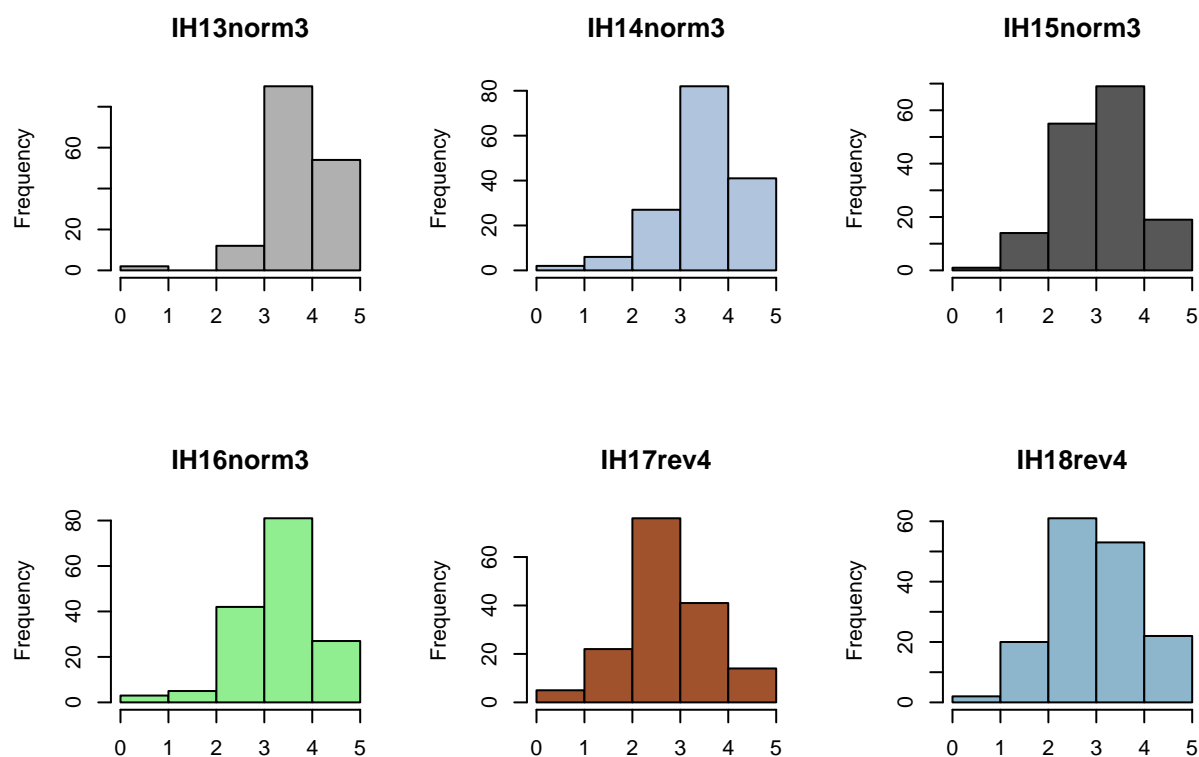 IH13norm3
Frequency
0 20 60
0 1 2 3 4 5
IH14norm3
Frequency
0 20 40 60 80
0 1 2 3 4 5
IH15norm3
Frequency
0 20 40 60
0 1 2 3 4 5
IH16norm3
Frequency
0 20 40 60 80
0 1 2 3 4 5
IH17rev4
Frequency
0 20 40 60
0 1 2 3 4 5
IH18rev4
Frequency
0 20 40 60
0 1 2 3 4 5